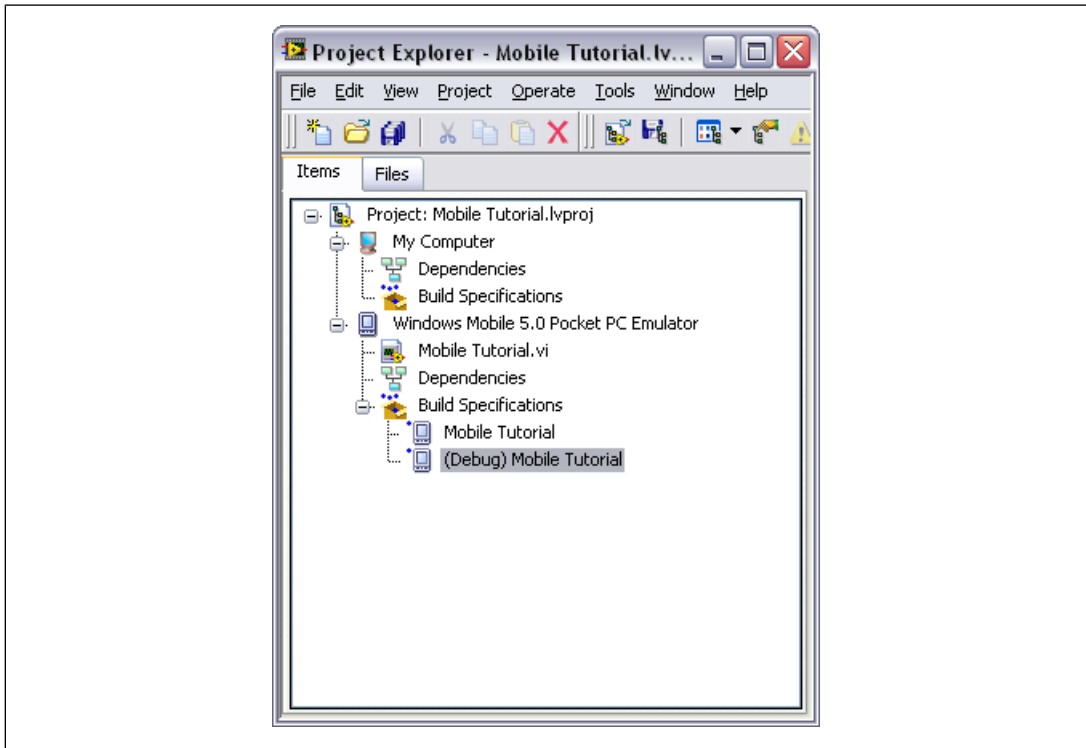 Project Explorer - Mobile Tutorial.lv...
File Edit View Project Operate Tools Window Help
Items Files
Project: Mobile Tutorial.lvproj
My Computer
Dependencies
Build Specifications
Windows Mobile 5.0 Pocket PC Emulator
Mobile Tutorial.vi
Dependencies
Build Specifications
Mobile Tutorial
(Debug) Mobile Tutorial